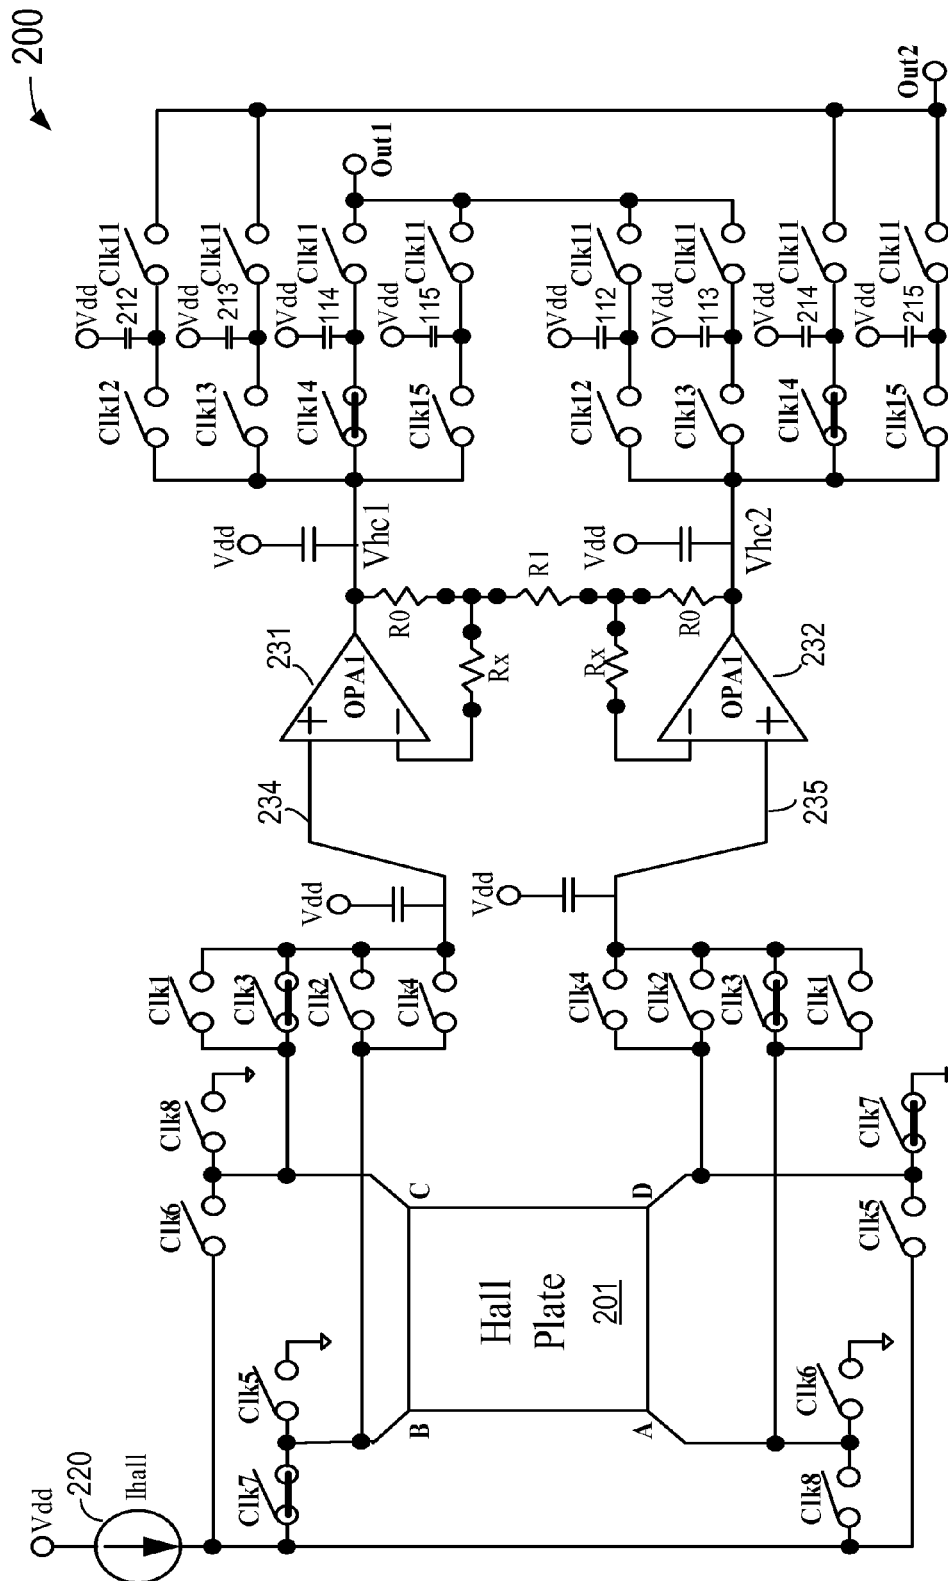 200
Vdd
220
Ihall
Clk7
Clk5
Clk6
Clk8
B
C
Hall
Plate
201
A
D
Clk8
Clk6
Clk5
Clk7
Clk1
Clk3
Clk2
Clk4
Clk4
Clk2
Clk3
Clk1
Vdd
Vdd
234
235
231
OPA1
+
−
232
OPA1
−
+
Rx
Rx
R0
R1
R0
Vdd
Vhc1
Vdd
Vhc2
Clk12
Vdd
212
Clk11
Clk13
Vdd
213
Clk11
Clk14
Vdd
114
Clk11
Clk15
Vdd
115
Clk11
Clk12
Vdd
112
Clk11
Clk13
Vdd
113
Clk11
Clk14
Vdd
214
Clk11
Clk15
Vdd
215
Clk11
Out1
Out2